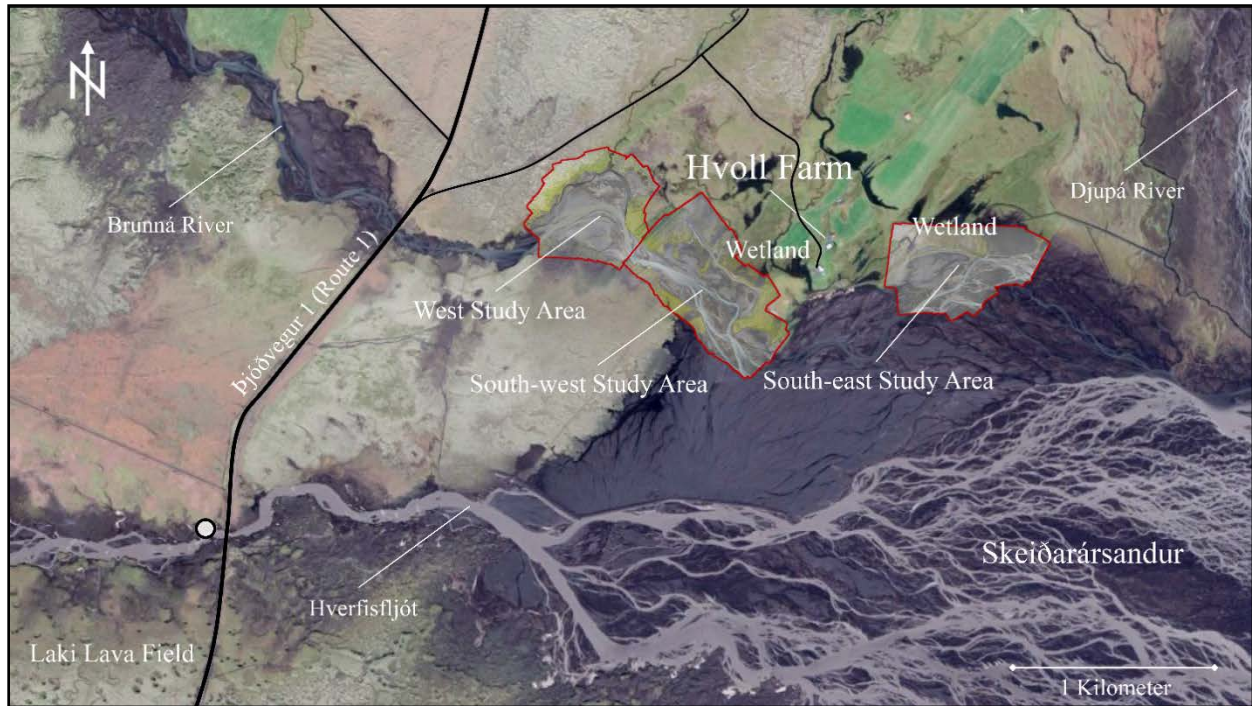 N
Hvoll Farm
Djupá River
Brunná River
Wetland
Wetland
Þjóðvegur 1 (Route 1)
West Study Area
South-west Study Area
South-east Study Area
Skeiðarársandur
Hverfisfljót
Laki Lava Field
1 Kilometer